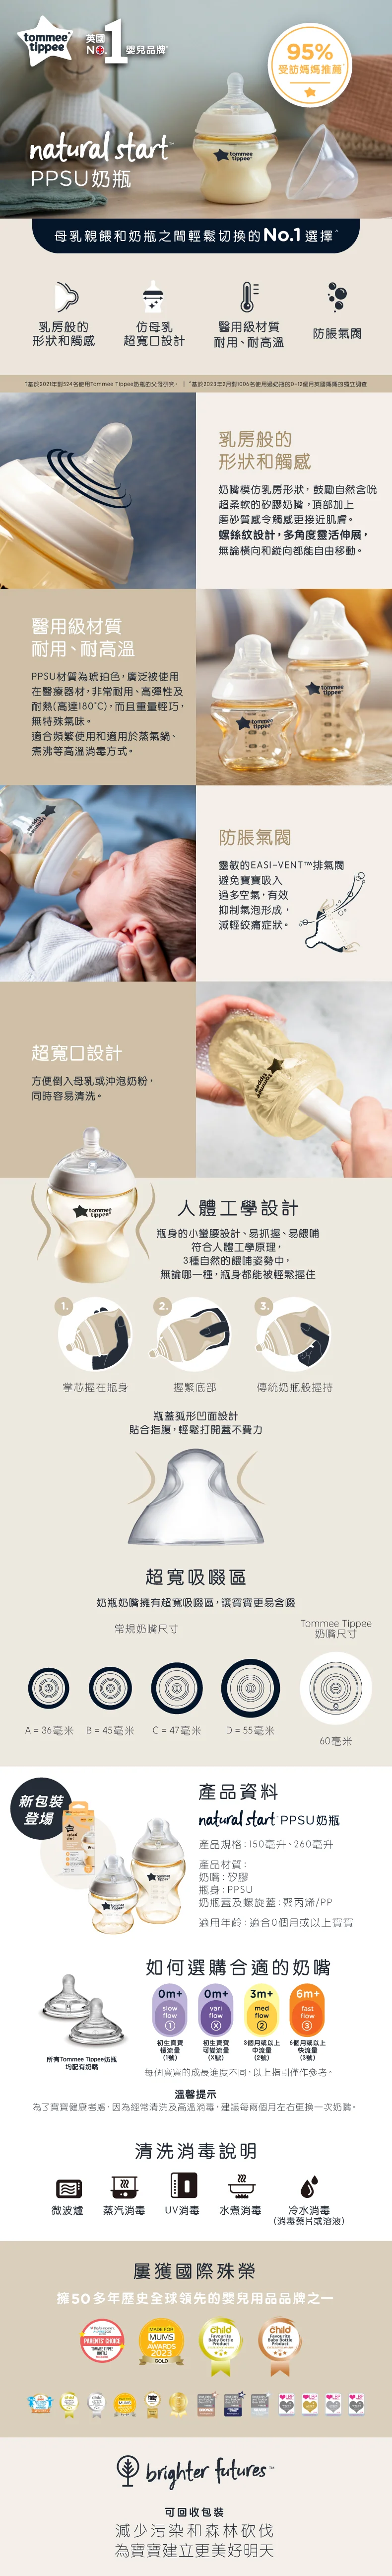 tommee tippee
英國 NO.1 嬰兒品牌
95%
受訪媽媽推薦
natural start™
PPSU奶瓶
母乳親餵和奶瓶之間輕鬆切換的No.1選擇^
乳房般的
形狀和觸感
仿母乳
超寬口設計
醫用級材質
耐用、耐高溫
防脹氣閥
乳房般的
形狀和觸感
奶嘴模仿乳房形狀，鼓勵自然含吮
超柔軟的矽膠奶嘴，頂部加上
磨砂質感令觸感更接近肌膚。
螺絲紋設計，多角度靈活伸展，
無論橫向和縱向都能自由移動。
醫用級材質
耐用、耐高溫
PPSU材質為琥珀色，廣泛被使用
在醫療器材，非常耐用、高彈性及
耐熱(高達180°C)，而且重量輕巧，
無特殊氣味。
適合頻繁使用和適用於蒸氣鍋、
煮沸等高溫消毒方式。
防脹氣閥
靈敏的EASI-VENT™排氣閥
避免寶寶吸入
過多空氣，有效
抑制氣泡形成，
減輕絞痛症狀。
超寬口設計
方便倒入母乳或沖泡奶粉，
同時容易清洗。
人體工學設計
瓶身的小蠻腰設計、易抓握、易餵哺
符合人體工學原理，
3種自然的餵哺姿勢中，
無論哪一種，瓶身都能被輕鬆握住
1.
2.
3.
掌芯握在瓶身
握緊底部
傳統奶瓶般握持
瓶蓋弧形凹面設計
貼合指腹，輕鬆打開蓋不費力
超寬吸啜區
奶瓶奶嘴擁有超寬吸啜區，讓寶寶更易含啜
常規奶嘴尺寸
Tommee Tippee
奶嘴尺寸
A = 36毫米
B = 45毫米
C = 47毫米
D = 55毫米
60毫米
新包裝
登場
產品資料
natural start PPSU奶瓶
產品規格：150毫升、260毫升
產品材質：
奶嘴：矽膠
瓶身：PPSU
奶瓶蓋及螺旋蓋：聚丙烯/PP
適用年齡：適合0個月或以上寶寶
如何選購合適的奶嘴
所有Tommee Tippee奶瓶
均配有奶嘴
0m+
slow
flow
1
初生寶寶
慢流量
(1號)
0m+
vari
flow
X
初生寶寶
可變流量
(X號)
3m+
med
flow
2
3個月或以上
中流量
(2號)
6m+
fast
flow
3
6個月或以上
快流量
(3號)
每個寶寶的成長進度不同，以上指引僅作參考。
溫馨提示
為了寶寶健康考慮，因為經常清洗及高溫消毒，建議每兩個月左右更換一次奶嘴。
清洗消毒說明
微波爐
蒸汽消毒
UV消毒
水煮消毒
冷水消毒
(消毒藥片或溶液)
屢獲國際殊榮
擁50多年歷史全球領先的嬰兒用品品牌之一
PARENTS' CHOICE
MADE FOR
MUMS
AWARDS
2023
GOLD
child
Favourite
Baby Bottle
Product
child
Favourite
Baby Bottle
Product
brighter futures™
可回收包裝
減少污染和森林砍伐
為寶寶建立更美好明天